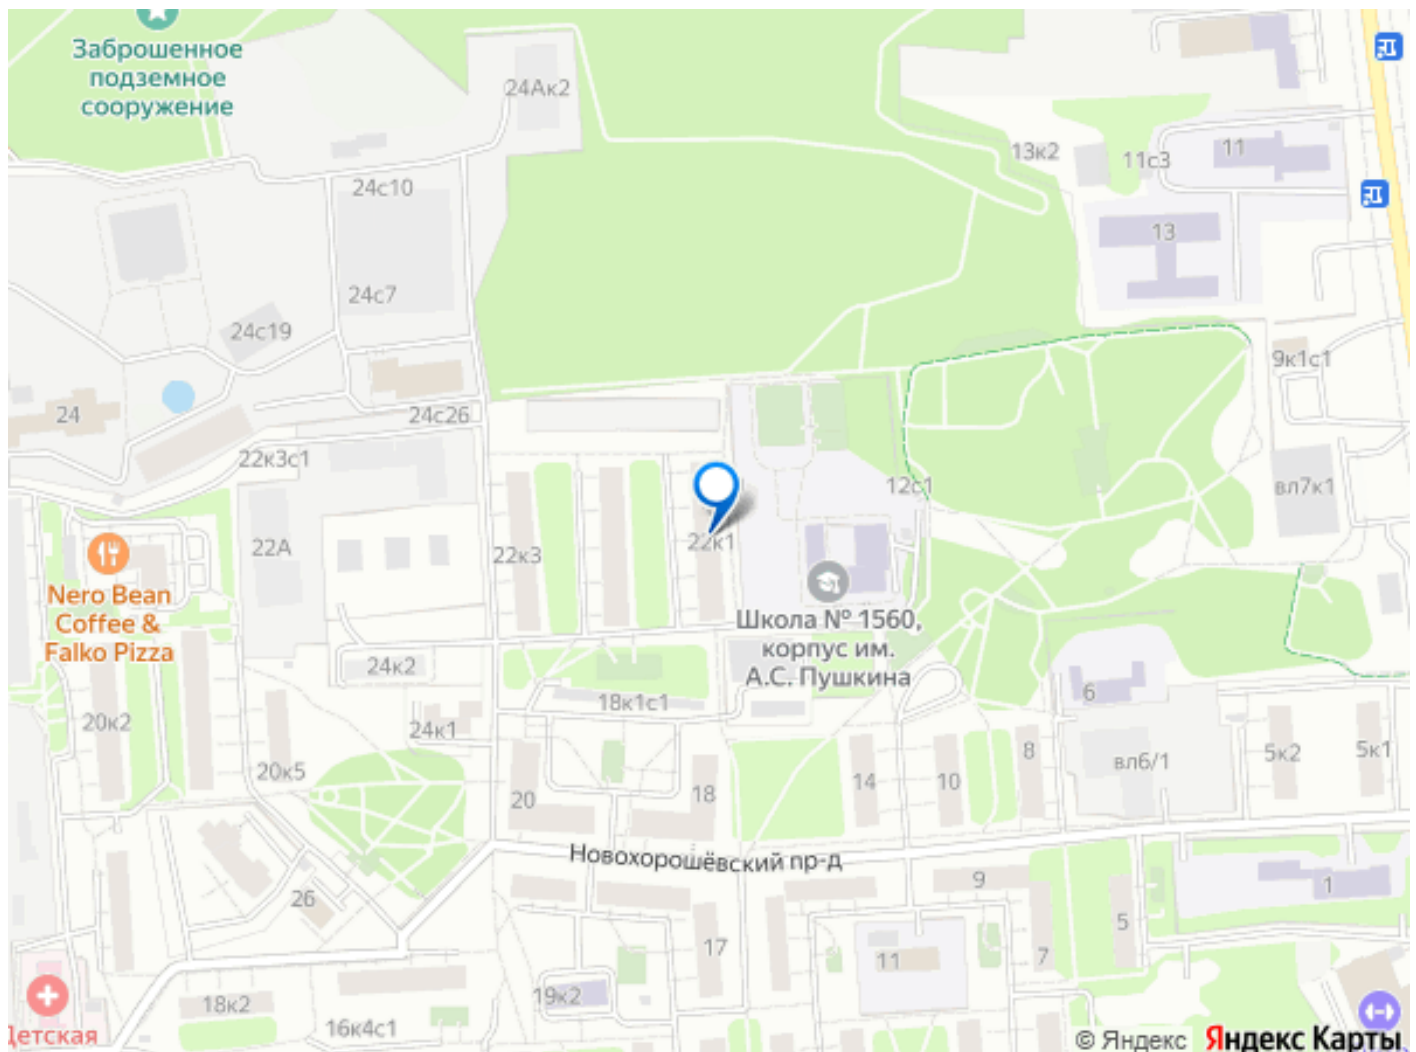 Заброшенное
подземное
сооружение
24Ак2
13к2
11с3
11
24с10
13
24с7
24с19
9к1с1
24
24с26
22к3с1
12с1
вл7к1
22А
22к3
22к1
Nero Bean
Coffee &
Falko Pizza
Школа № 1560,
корпус им.
А.С. Пушкина
24к2
6
18к1с1
20к2
24к1
20к5
8
вл6/1
5к2
5к1
14
10
20
18
Новохорошёвский пр-д
9
1
26
5
17
7
11
19к2
18к2
16к4с1
Детская
© Яндекс Яндекс Карты